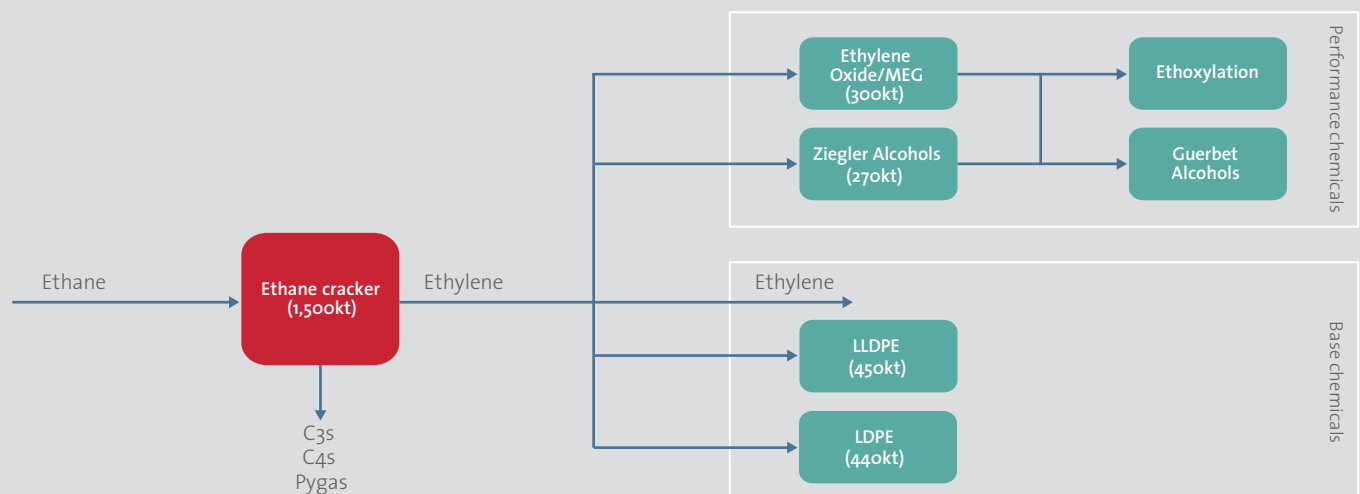 Ethylene
Oxide/MEG
(300kt)
Ethoxylation
Ziegler Alcohols
(270kt)
Guerbet
Alcohols
Performance chemicals
Ethane
Ethane cracker
(1,500kt)
Ethylene
Ethylene
LLDPE
(450kt)
LDPE
(440kt)
Base chemicals
C3s
C4s
Pygas